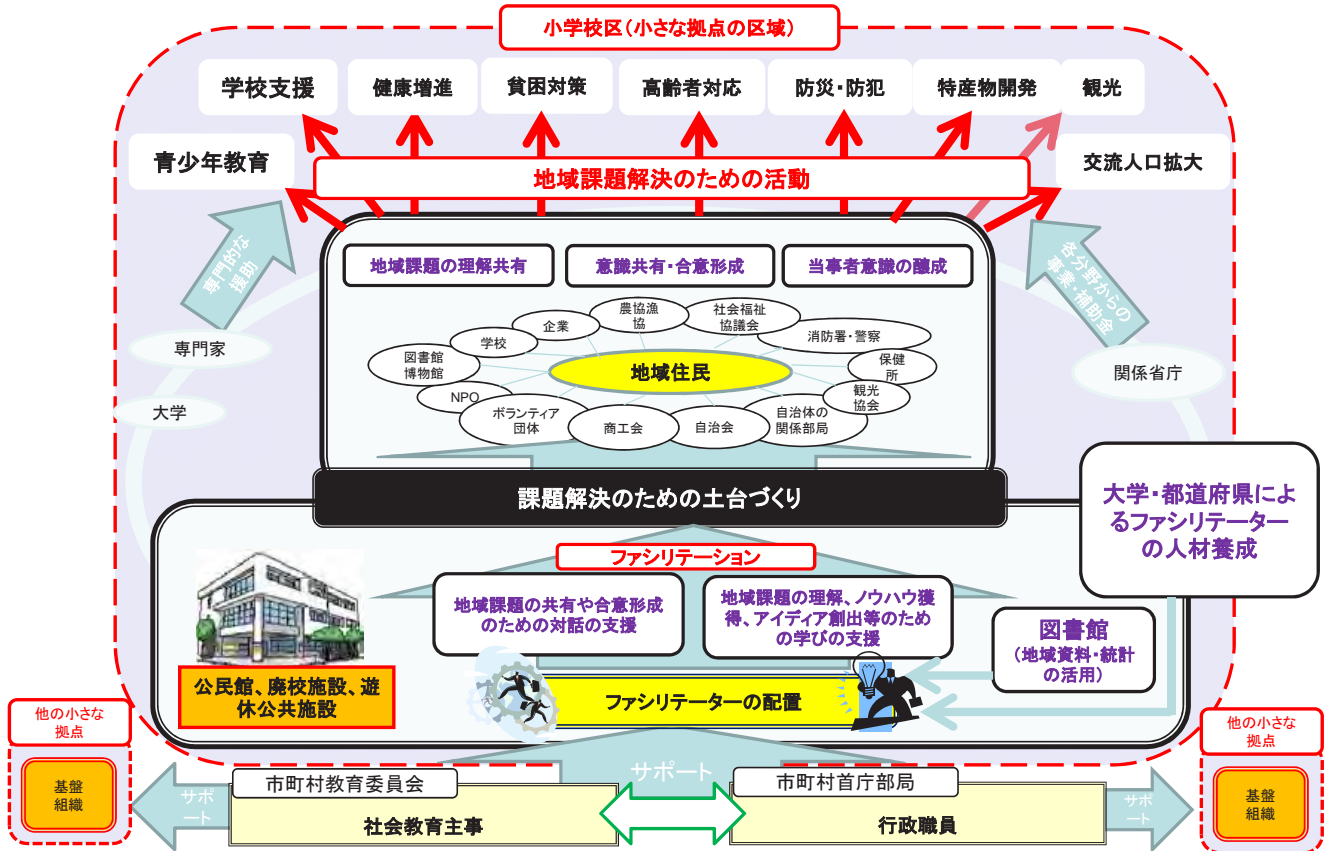 小学校区（小さな拠点の区域）
学校支援
健康増進
貧困対策
高齢者対応
防災・防犯
特産物開発
観光
青少年教育
地域課題解決のための活動
交流人口拡大
専門的な
援助
各分野からの
事業・補助金
地域課題の理解共有
意識共有・合意形成
当事者意識の醸成
農協漁
協
社会福祉
協議会
企業
消防署・警察
学校
図書館
博物館
地域住民
保健
所
NPO
観光
協会
ボランティア
団体
商工会
自治会
自治体の
関係部局
専門家
大学
関係省庁
課題解決のための土台づくり
大学・都道府県によ
るファシリテーター
の人材養成
ファシリテーション
地域課題の共有や合意形成
のための対話の支援
地域課題の理解、ノウハウ獲
得、アイディア創出等のため
の学びの支援
図書館
（地域資料・統計
の活用）
公民館、廃校施設、遊
休公共施設
ファシリテーターの配置
他の小さな
拠点
基盤
組織
サポ
ート
市町村教育委員会
社会教育主事
サポート
市町村首庁部局
行政職員
サポ
ート
他の小さな
拠点
基盤
組織